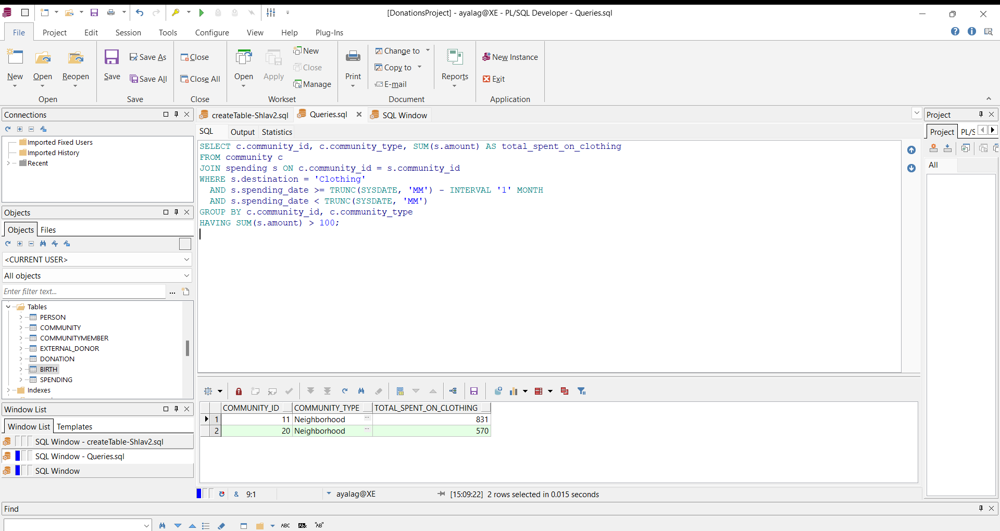 [DonationsProject] - ayalag@XE - PL/SQL Developer - Queries.sql
File Project Edit Session Tools Configure View Help Plug-Ins
New Open Reopen
Open
Save Save As Save All
Save
Close Close All
Close
Open Apply New Close Manage
Workset
Print Change to Copy to E-mail
Document
Reports
New Instance Exit
Application
Connections
Imported Fixed Users
Imported History
Recent
Objects
Objects Files
<CURRENT USER>
All objects
Enter filter text... ...
Tables
PERSON
COMMUNITY
COMMUNITYMEMBER
EXTERNAL_DONOR
DONATION
BIRTH
SPENDING
Indexes
Window List
Window List Templates
SQL Window - createTable-Shlav2.sql
SQL Window - Queries.sql
SQL Window
createTable-Shlav2.sql Queries.sql SQL Window
SQL Output Statistics
SELECT c.community_id, c.community_type, SUM(s.amount) AS total_spent_on_clothing
FROM community c
JOIN spending s ON c.community_id = s.community_id
WHERE s.destination = 'Clothing'
AND s.spending_date >= TRUNC(SYSDATE, 'MM') - INTERVAL '1' MONTH
AND s.spending_date < TRUNC(SYSDATE, 'MM')
GROUP BY c.community_id, c.community_type
HAVING SUM(s.amount) > 100;
COMMUNITY_ID COMMUNITY_TYPE TOTAL_SPENT_ON_CLOTHING
1 11 Neighborhood ... 831
2 20 Neighborhood ... 570
& 9:1 ayalag@XE [15:09:22] 2 rows selected in 0.015 seconds
Project
Project PL/S
All
Find
ABC AB: "AB"